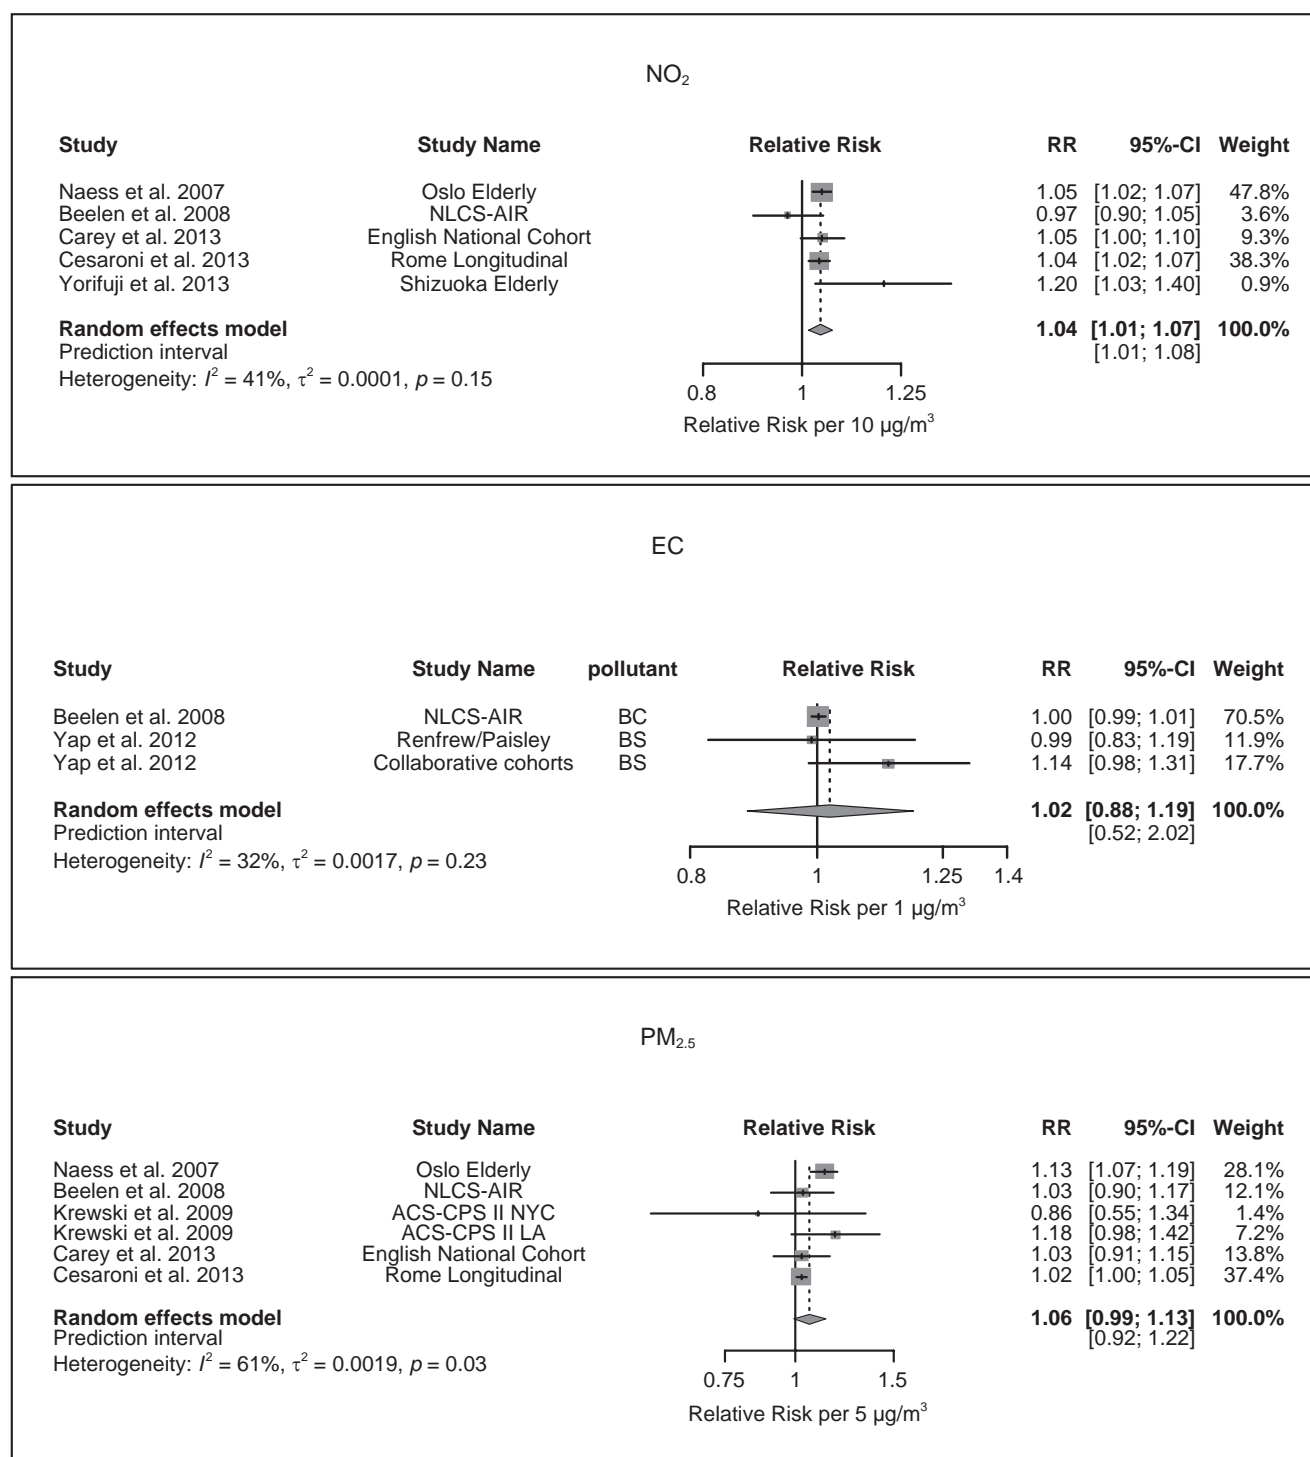 NO₂
Study Study Name Relative Risk RR 95%-CI Weight
Naess et al. 2007 Oslo Elderly 1.05 [1.02; 1.07] 47.8%
Beelen et al. 2008 NLCS-AIR 0.97 [0.90; 1.05] 3.6%
Carey et al. 2013 English National Cohort 1.05 [1.00; 1.10] 9.3%
Cesaroni et al. 2013 Rome Longitudinal 1.04 [1.02; 1.07] 38.3%
Yorifuji et al. 2013 Shizuoka Elderly 1.20 [1.03; 1.40] 0.9%
Random effects model 1.04 [1.01; 1.07] 100.0%
Prediction interval [1.01; 1.08]
Heterogeneity: I² = 41%, τ² = 0.0001, p = 0.15
0.8 1 1.25
Relative Risk per 10 µg/m³
EC
Study Study Name pollutant Relative Risk RR 95%-CI Weight
Beelen et al. 2008 NLCS-AIR BC 1.00 [0.99; 1.01] 70.5%
Yap et al. 2012 Renfrew/Paisley BS 0.99 [0.83; 1.19] 11.9%
Yap et al. 2012 Collaborative cohorts BS 1.14 [0.98; 1.31] 17.7%
Random effects model 1.02 [0.88; 1.19] 100.0%
Prediction interval [0.52; 2.02]
Heterogeneity: I² = 32%, τ² = 0.0017, p = 0.23
0.8 1 1.25 1.4
Relative Risk per 1 µg/m³
PM₂.₅
Study Study Name Relative Risk RR 95%-CI Weight
Naess et al. 2007 Oslo Elderly 1.13 [1.07; 1.19] 28.1%
Beelen et al. 2008 NLCS-AIR 1.03 [0.90; 1.17] 12.1%
Krewski et al. 2009 ACS-CPS II NYC 0.86 [0.55; 1.34] 1.4%
Krewski et al. 2009 ACS-CPS II LA 1.18 [0.98; 1.42] 7.2%
Carey et al. 2013 English National Cohort 1.03 [0.91; 1.15] 13.8%
Cesaroni et al. 2013 Rome Longitudinal 1.02 [1.00; 1.05] 37.4%
Random effects model 1.06 [0.99; 1.13] 100.0%
Prediction interval [0.92; 1.22]
Heterogeneity: I² = 61%, τ² = 0.0019, p = 0.03
0.75 1 1.5
Relative Risk per 5 µg/m³